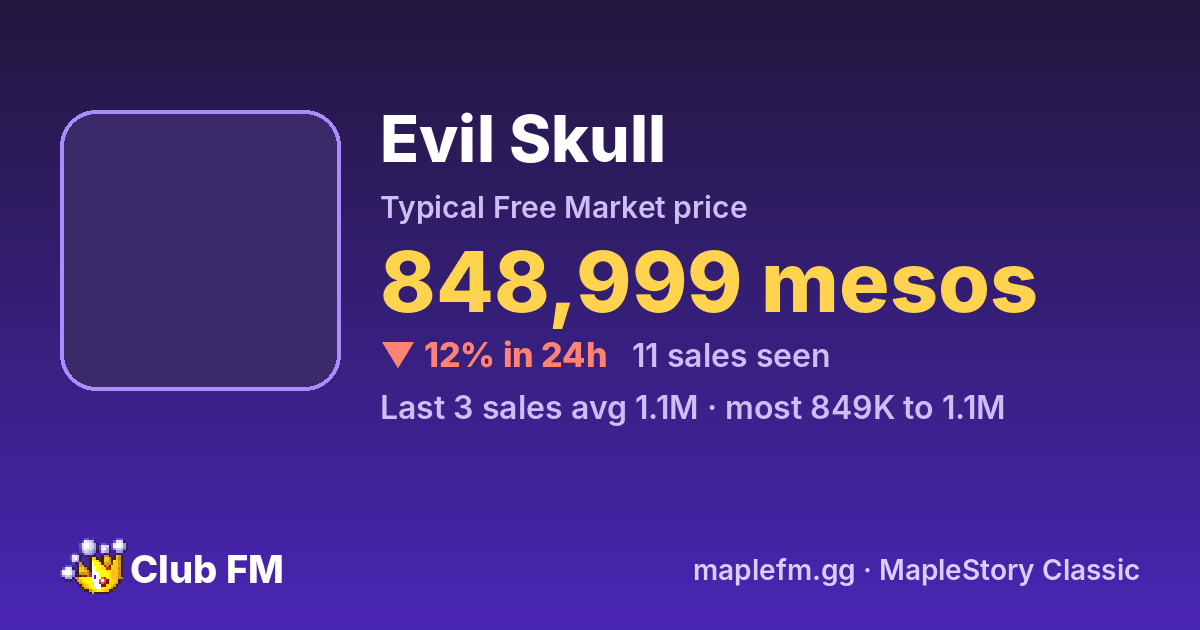 Evil Skull
Typical Free Market price
848,999 mesos
▼ 12% in 24h 11 sales seen
Last 3 sales avg 1.1M · most 849K to 1.1M
Club FM
maplefm.gg · MapleStory Classic